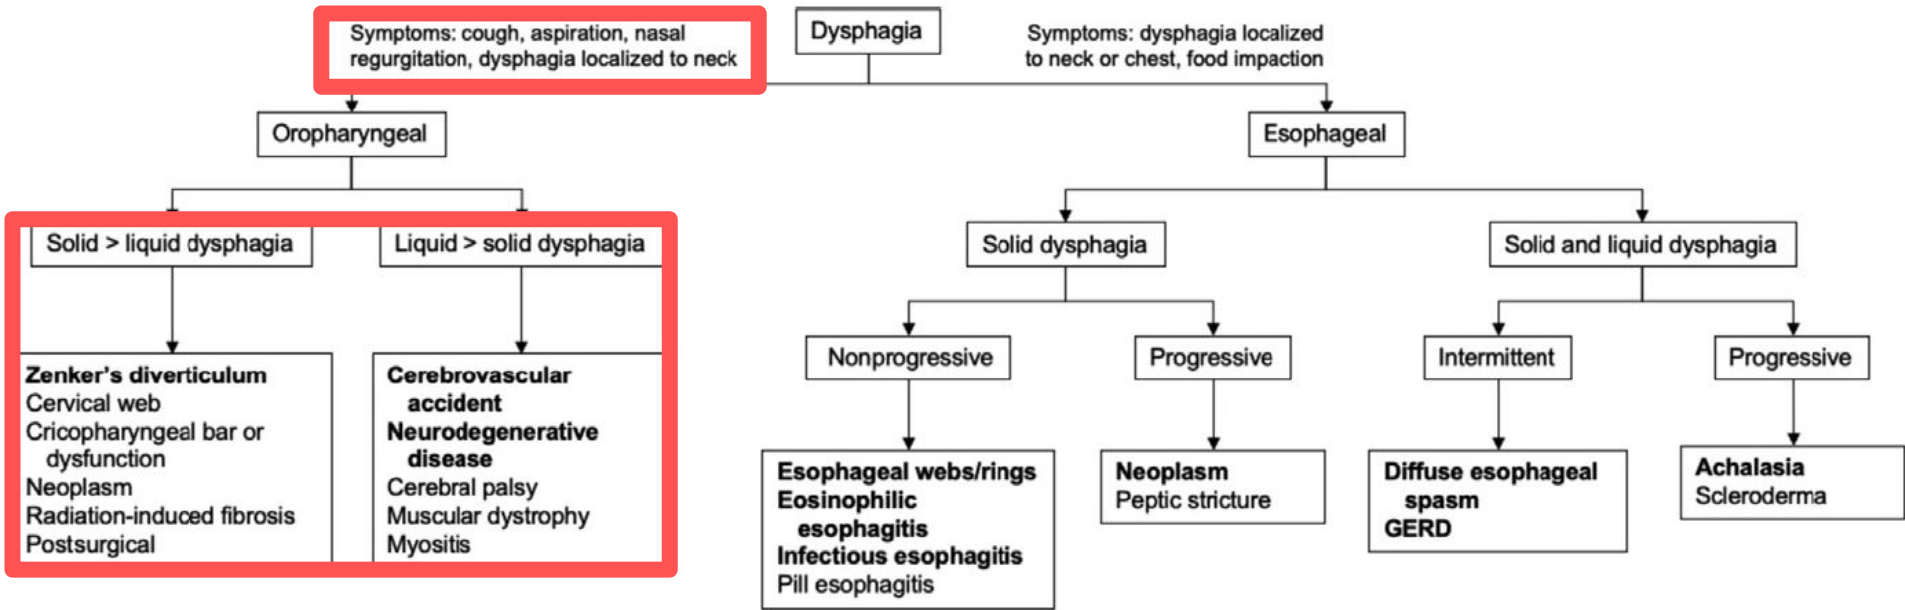 Symptoms: cough, aspiration, nasal
regurgitation, dysphagia localized to neck
Dysphagia
Symptoms: dysphagia localized
to neck or chest, food impaction
Oropharyngeal
Esophageal
Solid > liquid dysphagia
Liquid > solid dysphagia
Solid dysphagia
Solid and liquid dysphagia
Nonprogressive
Progressive
Intermittent
Progressive
Zenker's diverticulum
Cervical web
Cricopharyngeal bar or
dysfunction
Neoplasm
Radiation-induced fibrosis
Postsurgical
Cerebrovascular
accident
Neurodegenerative
disease
Cerebral palsy
Muscular dystrophy
Myositis
Esophageal webs/rings
Eosinophilic
esophagitis
Infectious esophagitis
Pill esophagitis
Neoplasm
Peptic stricture
Diffuse esophageal
spasm
GERD
Achalasia
Scleroderma